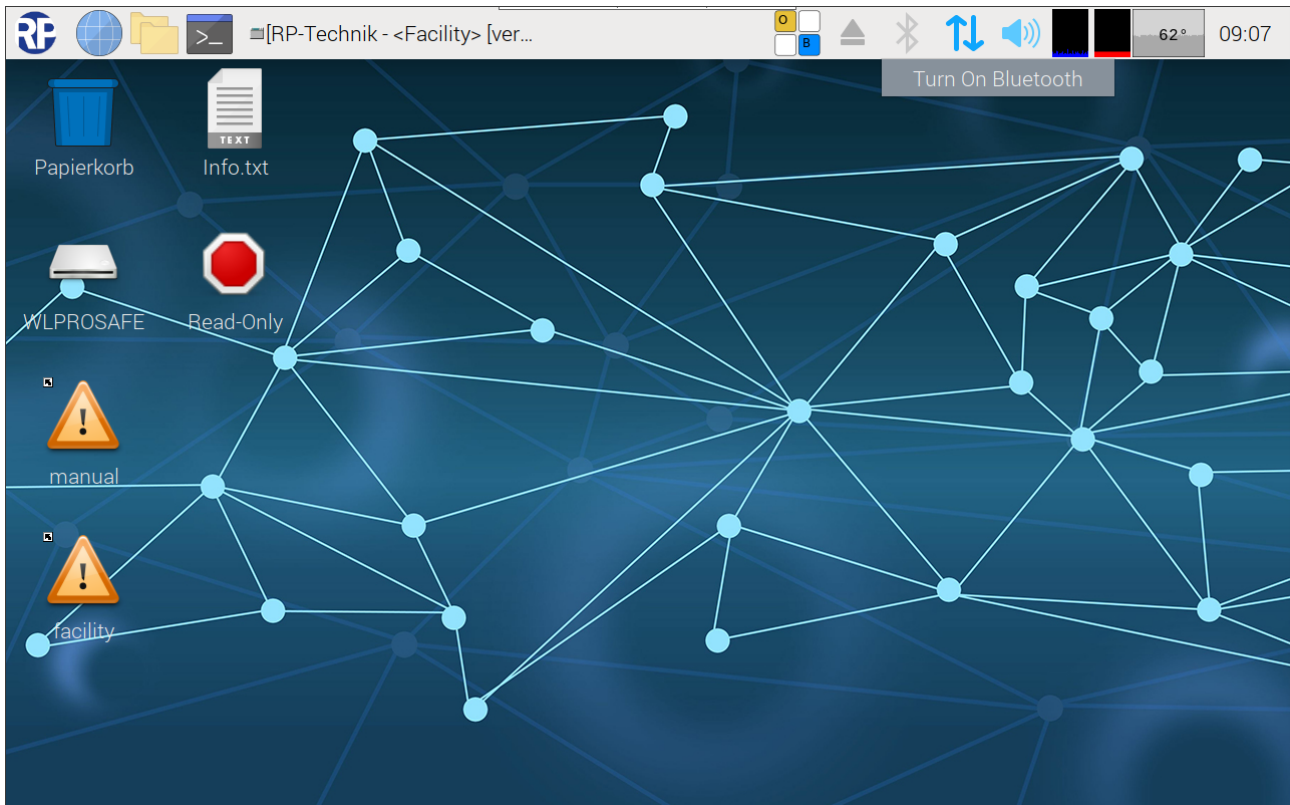 RP
>_
[RP-Technik - <Facility> [ver...
O
B
62°
09:07
Turn On Bluetooth
Papierkorb
TEXT
Info.txt
WLPROSAFE
Read-Only
!
manual
!
facility